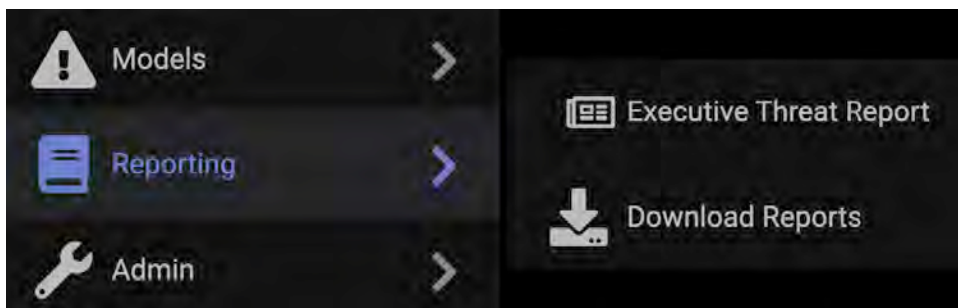 Models
Reporting
Admin
Executive Threat Report
Download Reports